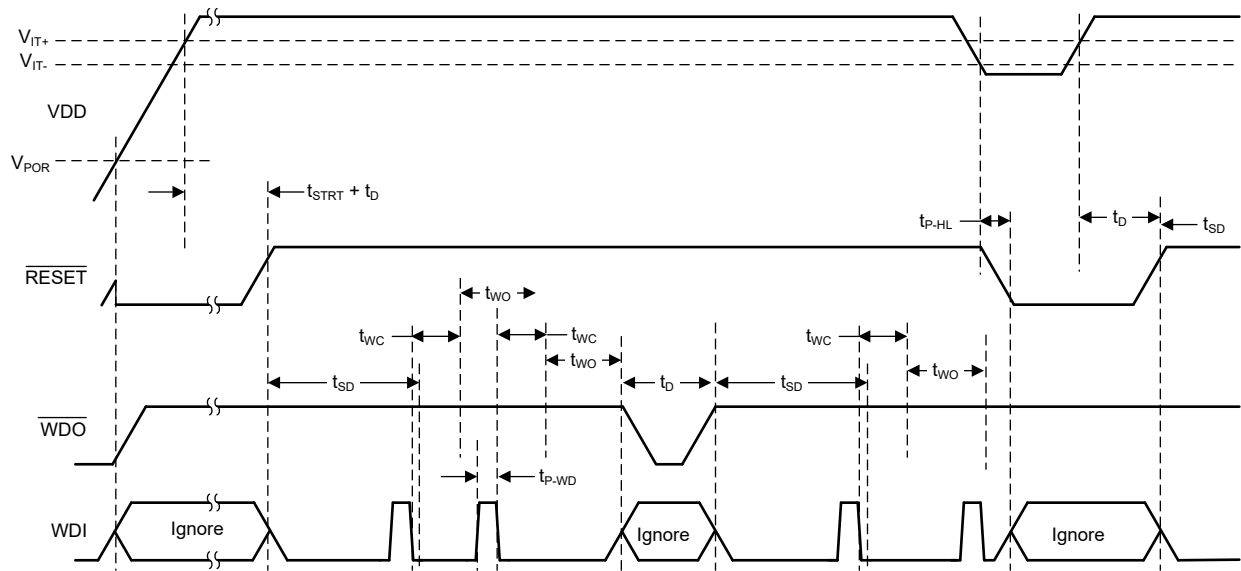 V_IT+
V_IT-
VDD
V_POR
t_STRT + t_D
t_P-HL
t_D
t_SD
RESET
t_WO
t_WC
t_WC
t_WC
t_WO
t_WO
t_SD
t_D
t_SD
WDO
t_P-WD
WDI
Ignore
Ignore
Ignore